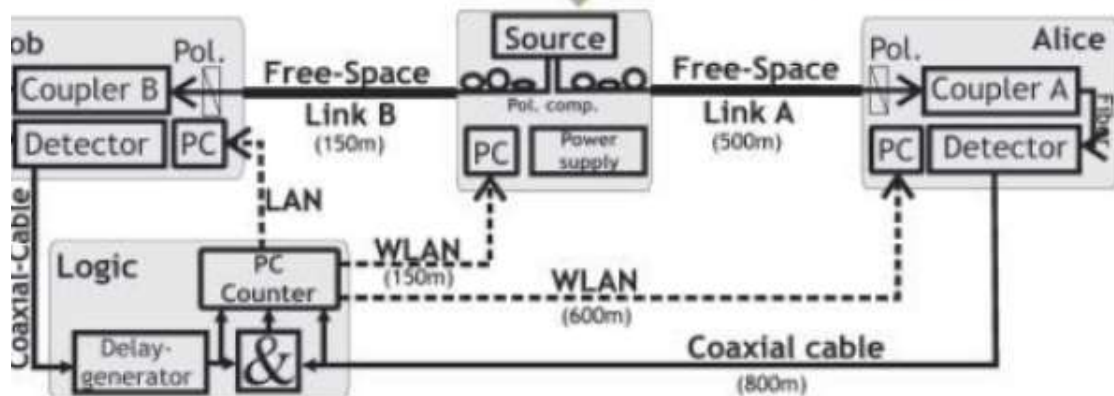 ob
Pol.
Coupler B
Detector
PC
Free-Space
Link B
(150m)
Source
Pol. comp.
PC
Power
supply
Free-Space
Link A
(500m)
Pol.
Alice
Coupler A
Fiber
PC
Detector
Coaxial-Cable
LAN
Logic
PC
Counter
WLAN
(150m)
WLAN
(600m)
Delay-
generator
&
Coaxial cable
(800m)